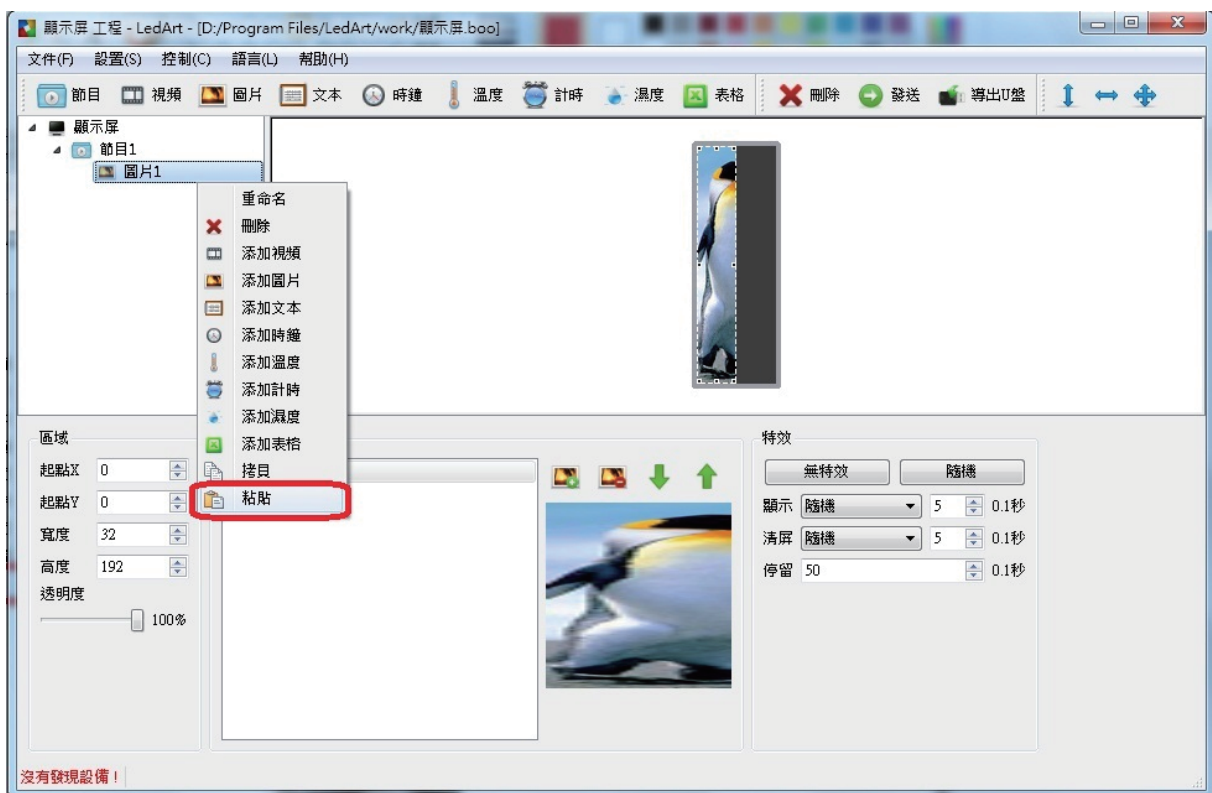 顯示屏 工程 - LedArt - [D:/Program Files/LedArt/work/顯示屏.boo]
文件(F) 設置(S) 控制(C) 語言(L) 幫助(H)
節目 視頻 圖片 文本 時鐘 溫度 計時 濕度 表格 刪除 發送 導出U盤
顯示屏
節目1
圖片1
重命名
刪除
添加視頻
添加圖片
添加文本
添加時鐘
添加溫度
添加計時
添加濕度
添加表格
拷貝
粘貼
區域
起點X 0
起點Y 0
寬度 32
高度 192
透明度
100%
特效
無特效 隨機
顯示 隨機 5 0.1秒
清屏 隨機 5 0.1秒
停留 50 0.1秒
沒有發現設備！